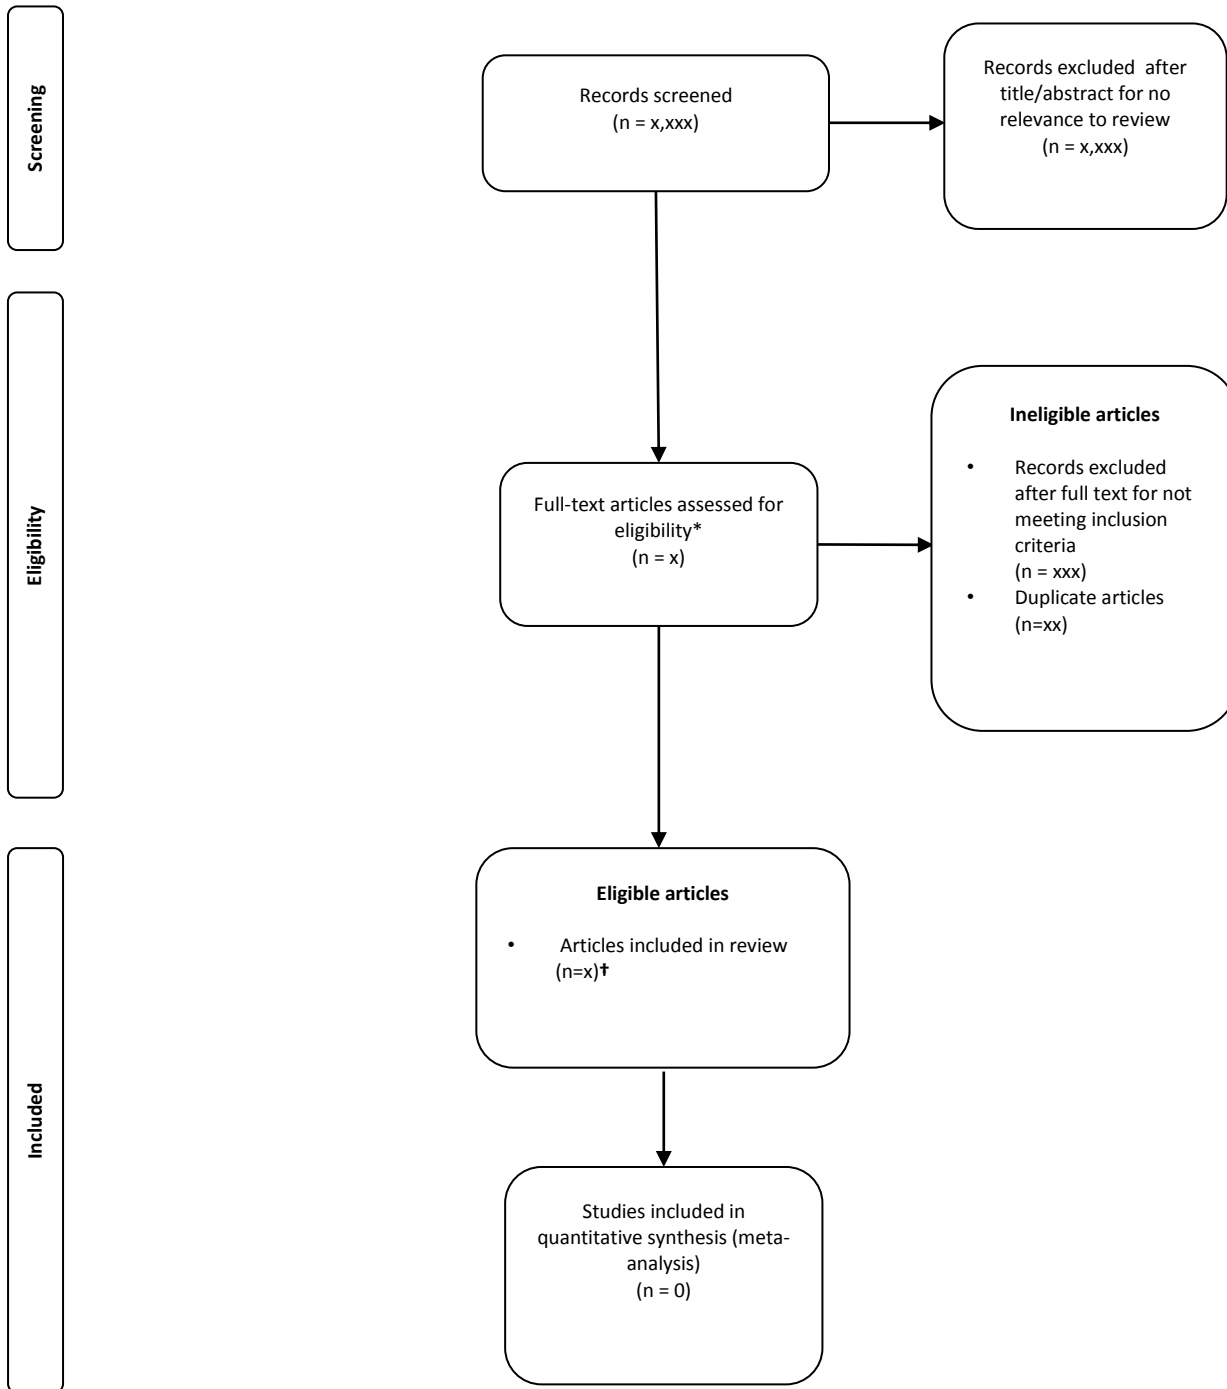 Screening
Records screened
(n = x,xxx)
Records excluded  after
title/abstract for no
relevance to review
(n = x,xxx)
Eligibility
Full-text articles assessed for
eligibility*
(n = x)
Ineligible articles
• Records excluded
after full text for not
meeting inclusion
criteria
(n = xxx)
• Duplicate articles
(n=xx)
Included
Eligible articles
• Articles included in review
(n=x)✝
Studies included in
quantitative synthesis (meta-
analysis)
(n = 0)